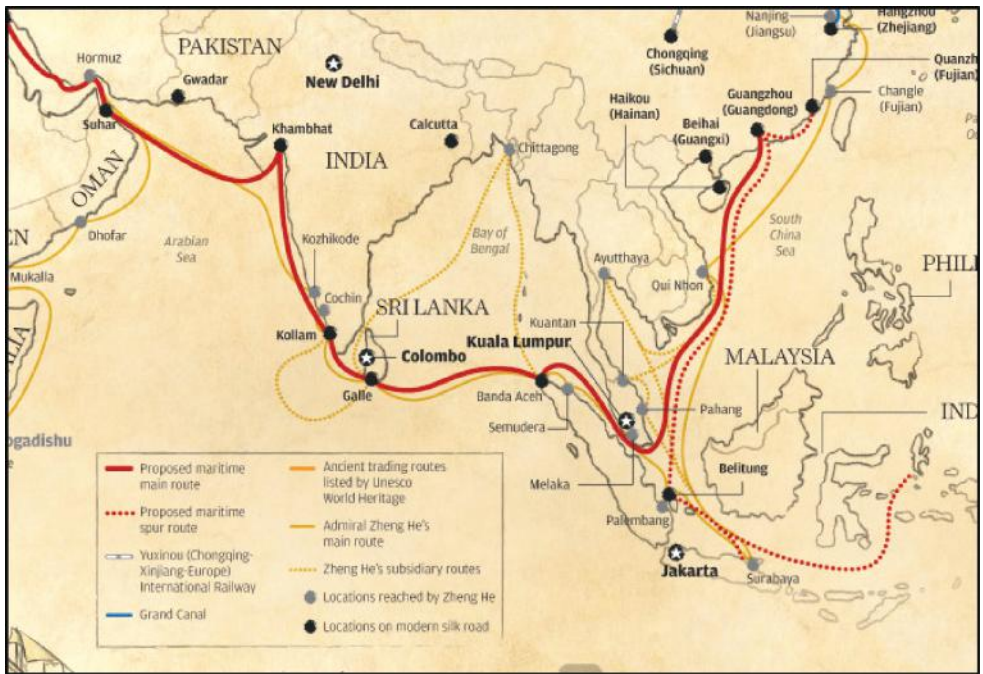 Nanjing
(Jiangsu)
Hangzhou
(Zhejiang)
PAKISTAN
Hormuz
New Delhi
Chongqing
(Sichuan)
Quanzh
(Fujian)
Gwadar
Haikou
(Hainan)
Guangzhou
(Guangdong)
Changle
(Fujian)
Suhar
Khambhat
Calcutta
Beihai
(Guangxi)
Pa
INDIA
Chittagong
OMAN
EN
Dhofar
Arabian
Sea
Kozhikode
Bay of
Bengal
South
China
Sea
Ayutthaya
Mukalla
Qui Nhon
PHILI
Cochin
SRI LANKA
Kuantan
Kollam
Kuala Lumpur
Colombo
MALAYSIA
ALIA
Galle
Banda Aceh
Semudera
Pahang
IND
ogadishu
Melaka
Belitung
Palembang
Jakarta
Surabaya
Proposed maritime
main route
Proposed maritime
spur route
Yuxinou (Chongqing-
Xinjiang-Europe)
International Railway
Grand Canal
Ancient trading routes
listed by Unesco
World Heritage
Admiral Zheng He's
main route
Zheng He's subsidiary routes
Locations reached by Zheng He
Locations on modern silk road